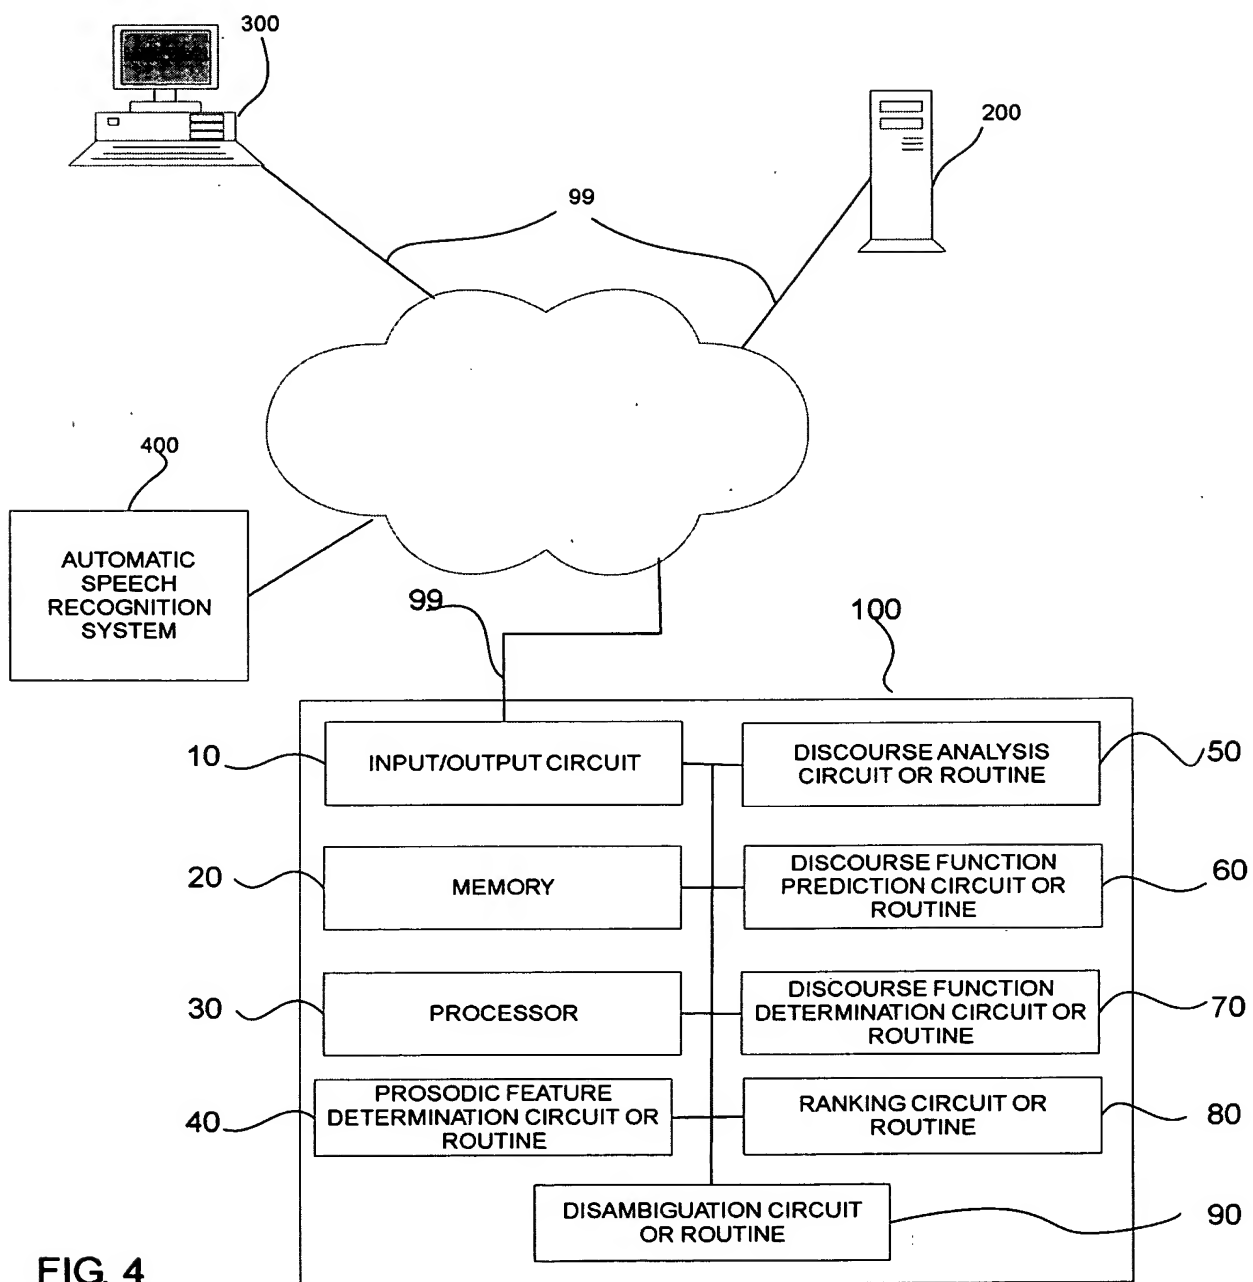 300
200
99
400
AUTOMATIC
SPEECH
RECOGNITION
SYSTEM
99
100
10
INPUT/OUTPUT CIRCUIT
DISCOURSE ANALYSIS
CIRCUIT OR ROUTINE
50
20
MEMORY
DISCOURSE FUNCTION
PREDICTION CIRCUIT OR
ROUTINE
60
30
PROCESSOR
DISCOURSE FUNCTION
DETERMINATION CIRCUIT OR
ROUTINE
70
40
PROSODIC FEATURE
DETERMINATION CIRCUIT OR
ROUTINE
RANKING CIRCUIT OR
ROUTINE
80
DISAMBIGUATION CIRCUIT
OR ROUTINE
90
FIG. 4